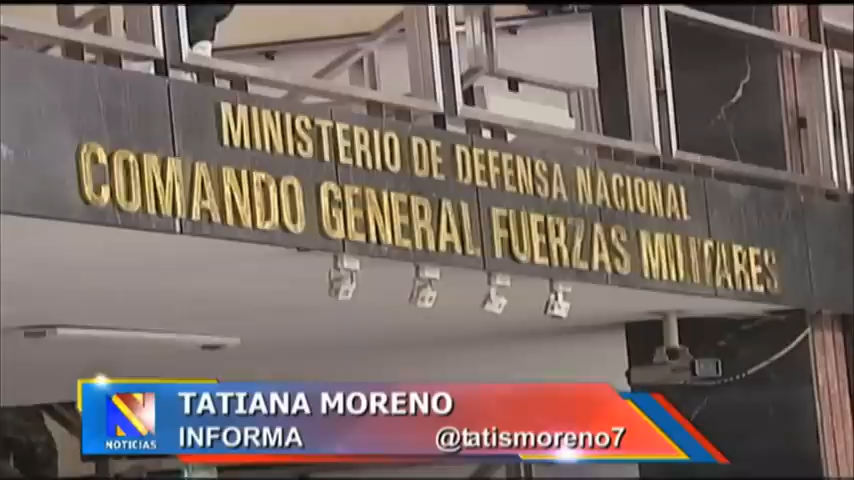 MINISTERIO DE DEFENSA NACIONAL
COMANDO GENERAL FUERZAS MILITARES
N
NOTICIAS
TATIANA MORENO
INFORMA @tatismoreno7